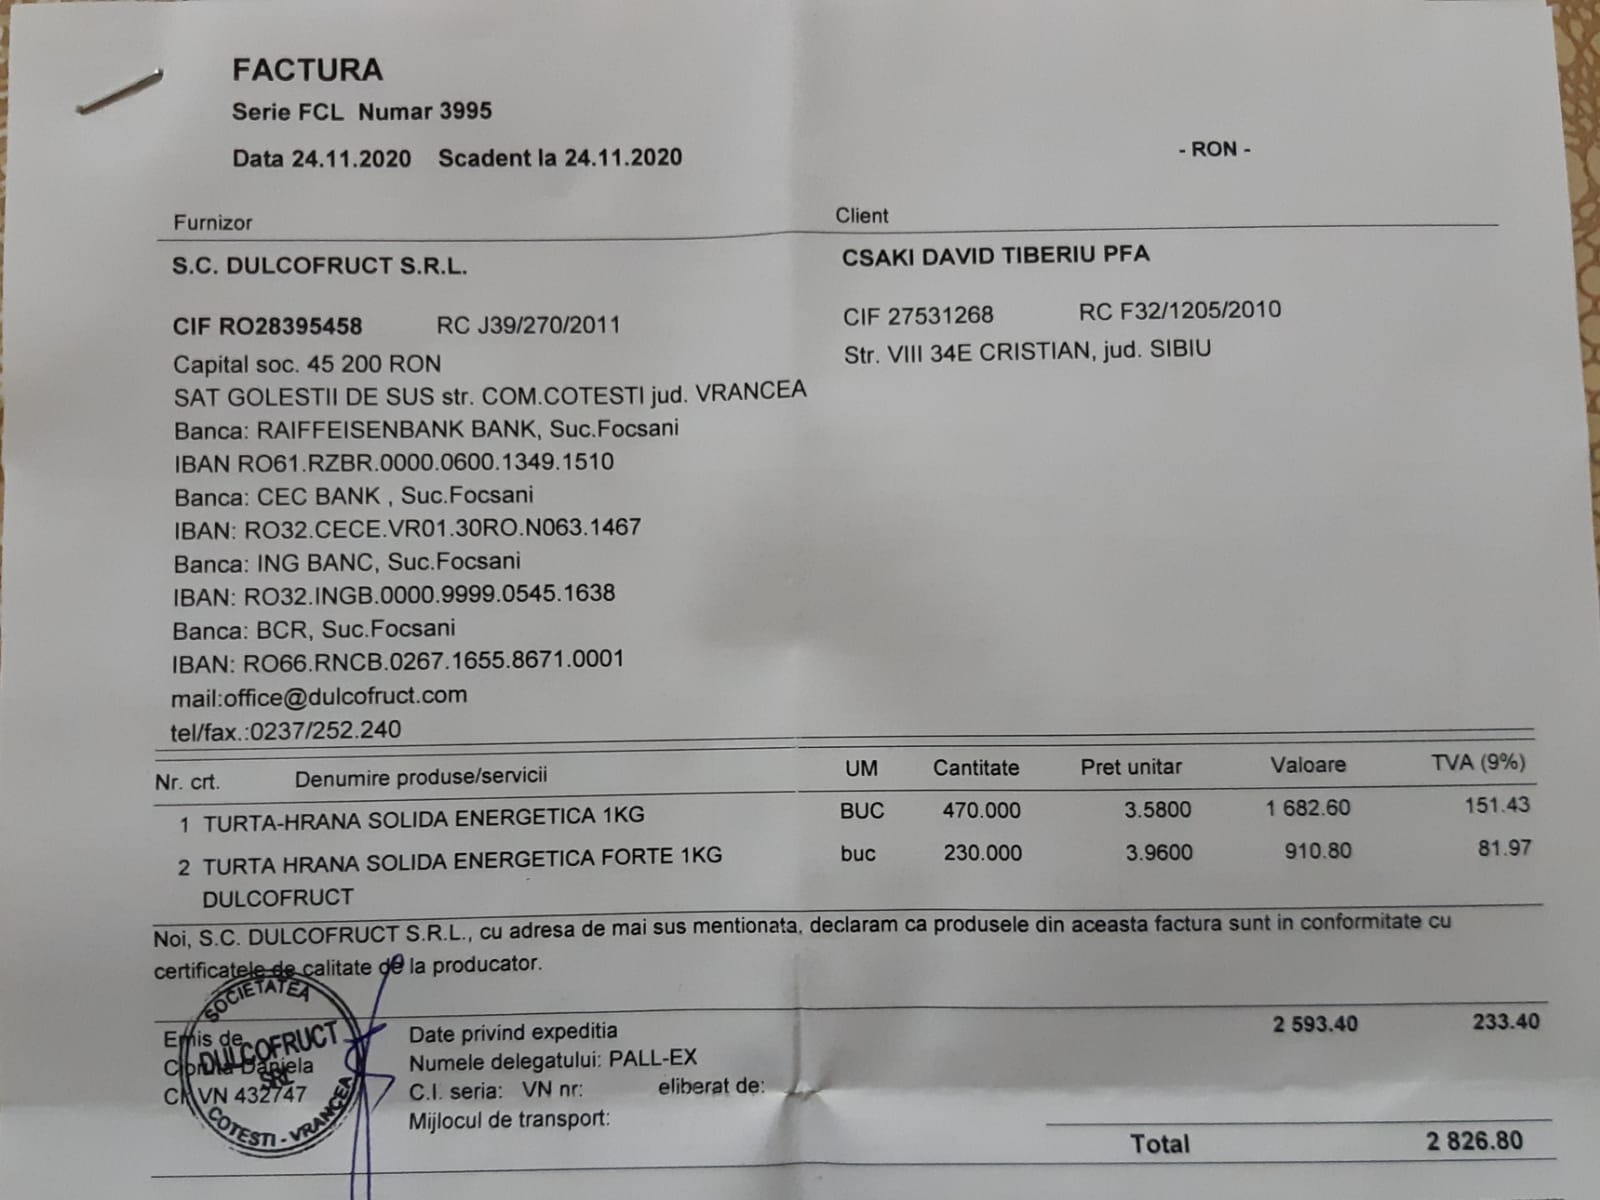 FACTURA
Serie FCL Numar 3995
Data 24.11.2020 Scadent la 24.11.2020
- RON -
Furnizor
S.C. DULCOFRUCT S.R.L.
CIF RO28395458 RC J39/270/2011
Capital soc. 45 200 RON
SAT GOLESTII DE SUS str. COM.COTESTI jud. VRANCEA
Banca: RAIFFEISENBANK BANK, Suc.Focsani
IBAN RO61.RZBR.0000.0600.1349.1510
Banca: CEC BANK , Suc.Focsani
IBAN: RO32.CECE.VR01.30RO.N063.1467
Banca: ING BANC, Suc.Focsani
IBAN: RO32.INGB.0000.9999.0545.1638
Banca: BCR, Suc.Focsani
IBAN: RO66.RNCB.0267.1655.8671.0001
mail:office@dulcofruct.com
tel/fax.:0237/252.240
Client
CSAKI DAVID TIBERIU PFA
CIF 27531268 RC F32/1205/2010
Str. VIII 34E CRISTIAN, jud. SIBIU
Nr. crt. Denumire produse/servicii UM Cantitate Pret unitar Valoare TVA (9%)
1 TURTA-HRANA SOLIDA ENERGETICA 1KG BUC 470.000 3.5800 1 682.60 151.43
2 TURTA HRANA SOLIDA ENERGETICA FORTE 1KG buc 230.000 3.9600 910.80 81.97
DULCOFRUCT
Noi, S.C. DULCOFRUCT S.R.L., cu adresa de mai sus mentionata, declaram ca produsele din aceasta factura sunt in conformitate cu
certificatele de calitate de la producator.
Emis de
Daniela
CI VN 432747
SOCIETATEA
DULCOFRUCT
SRL
COTESTI - VRANCEA
Date privind expeditia
Numele delegatului: PALL-EX
C.I. seria: VN nr: eliberat de:
Mijlocul de transport:
2 593.40 233.40
Total 2 826.80